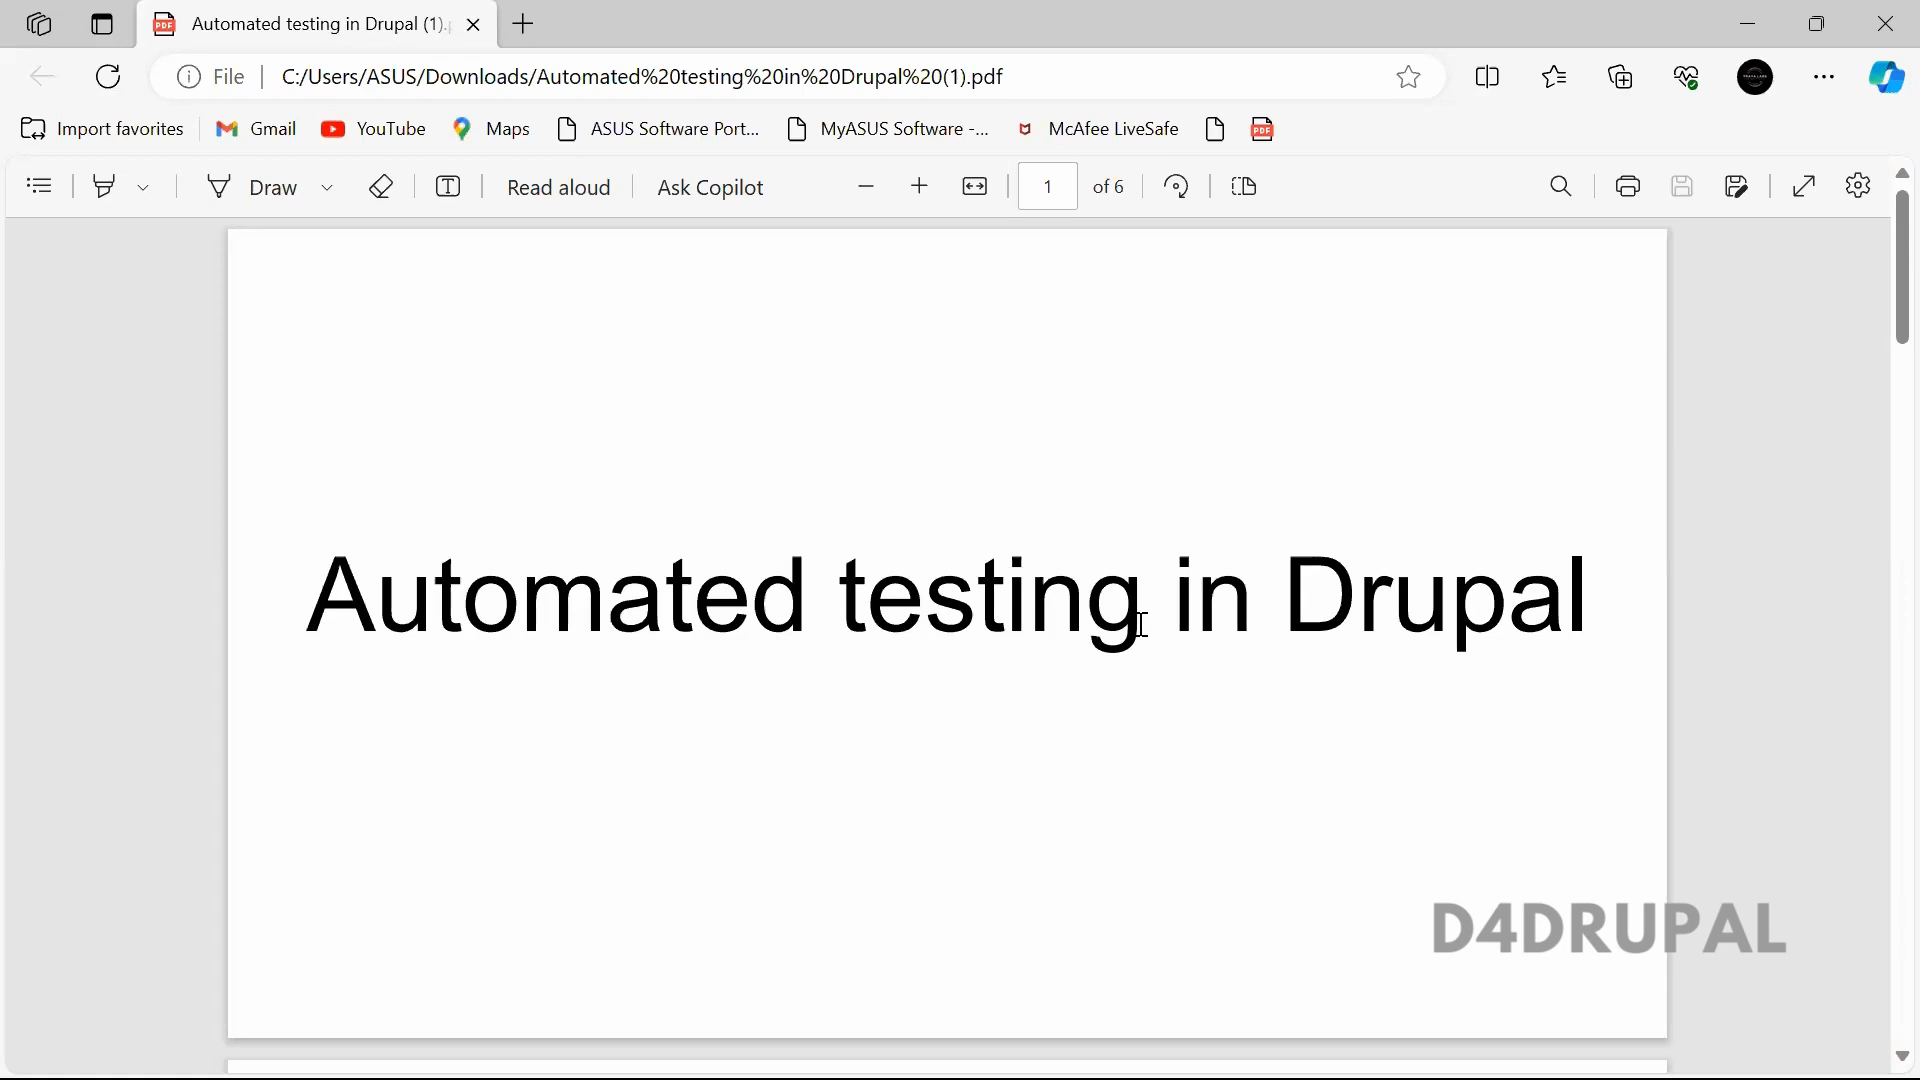 Automated testing in Drupal (1).p
File
C:/Users/ASUS/Downloads/Automated%20testing%20in%20Drupal%20(1).pdf
Import favorites
Gmail
YouTube
Maps
ASUS Software Port...
MyASUS Software -...
McAfee LiveSafe
PDF
Draw
Read aloud
Ask Copilot
1
of 6
Automated testing in Drupal
D4DRUPAL